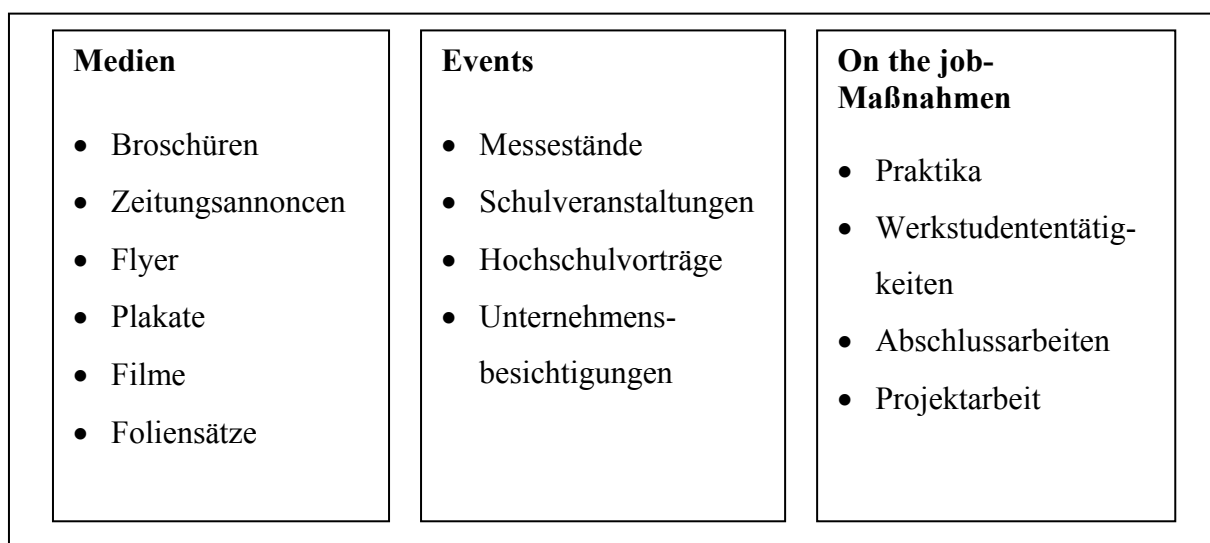 Medien
• Broschüren
• Zeitungsannoncen
• Flyer
• Plakate
• Filme
• Foliensätze
Events
• Messestände
• Schulveranstaltungen
• Hochschulvorträge
• Unternehmens-
besichtigungen
On the job-
Maßnahmen
• Praktika
• Werkstudententätig-
keiten
• Abschlussarbeiten
• Projektarbeit